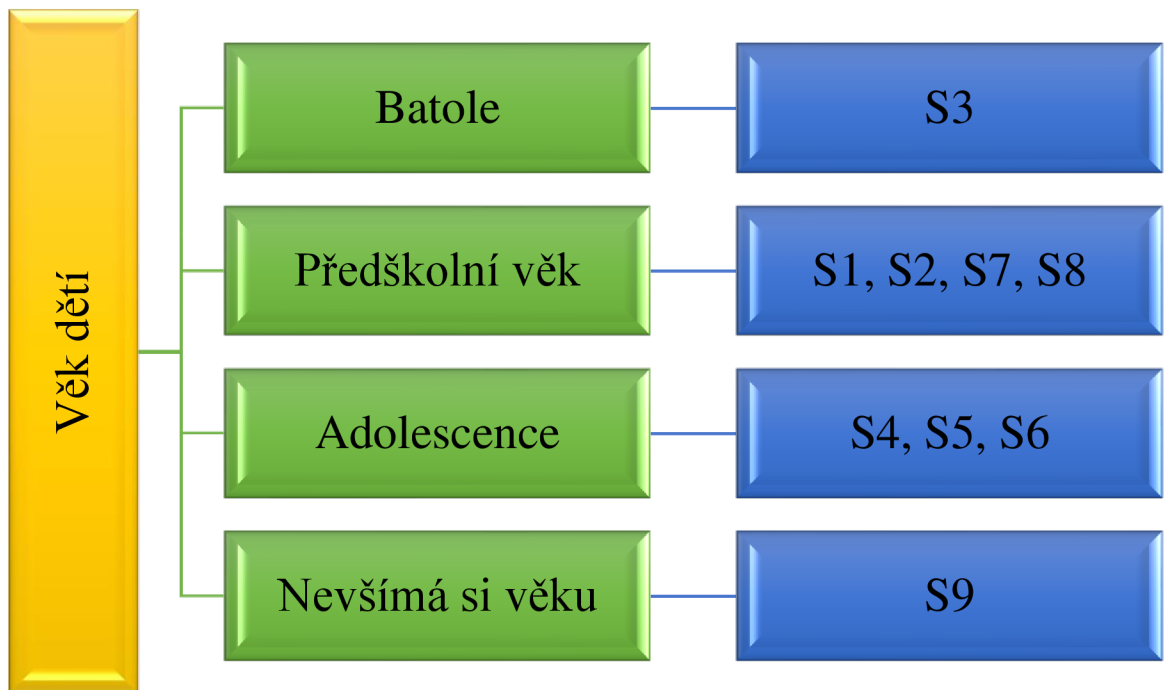 Věk dětí
Batole
S3
Předškolní věk
S1, S2, S7, S8
Adolescence
S4, S5, S6
Nevšímá si věku
S9